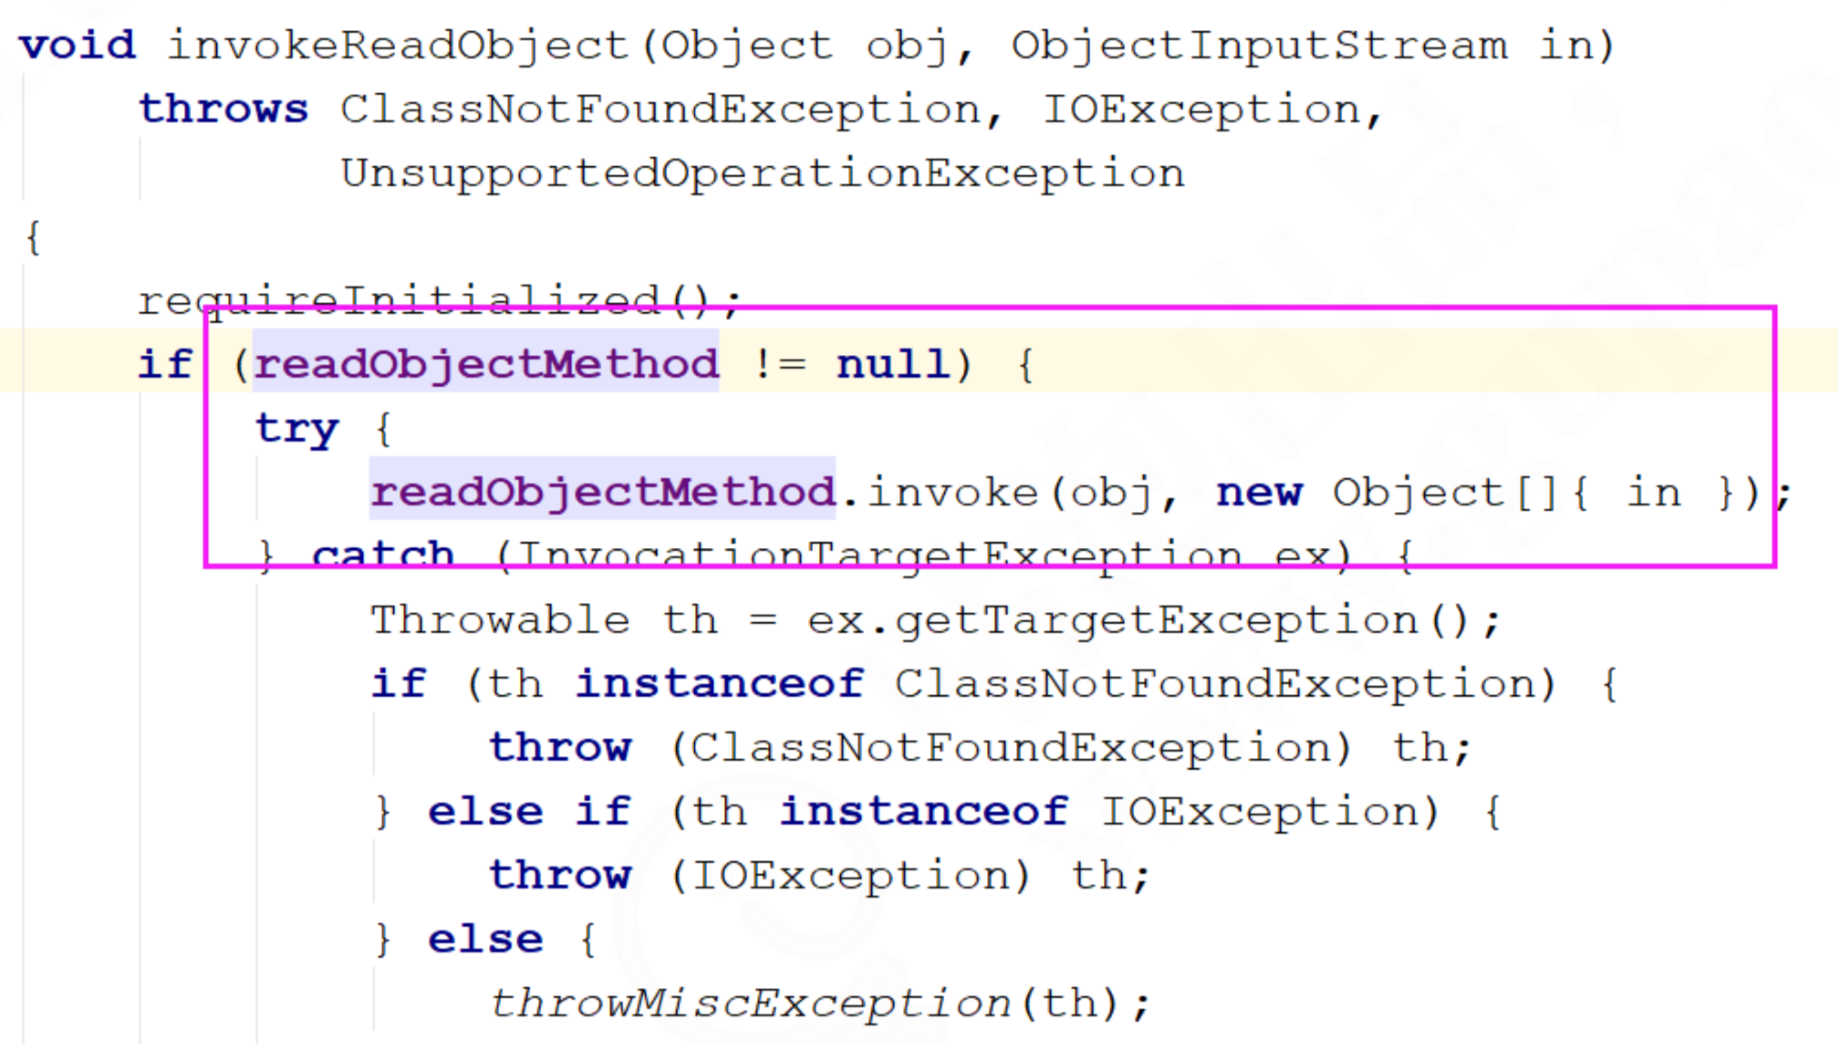 void invokeReadObject(Object obj, ObjectInputStream in)
throws ClassNotFoundException, IOException,
UnsupportedOperationException
{
requireInitialized();
if (readObjectMethod != null) {
try {
readObjectMethod.invoke(obj, new Object[]{ in });
} catch (InvocationTargetException ex) {
Throwable th = ex.getTargetException();
if (th instanceof ClassNotFoundException) {
throw (ClassNotFoundException) th;
} else if (th instanceof IOException) {
throw (IOException) th;
} else {
throwMiscException(th);